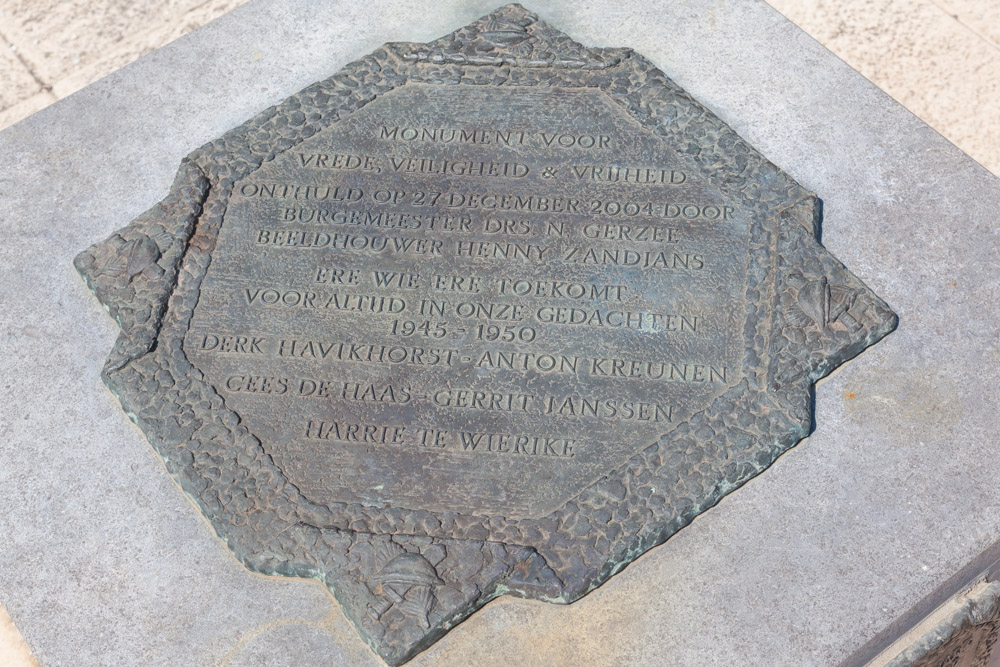 MONUMENT VOOR
VREDE, VEILIGHEID & VRIJHEID
ONTHULD OP 27 DECEMBER 2004 DOOR
BURGEMEESTER DRS. N. GERZEE
BEELDHOUWER HENNY ZANDJANS
ERE WIE ERE TOEKOMT
VOOR ALTIJD IN ONZE GEDACHTEN
1945 - 1950
DERK HAVIKHORST - ANTON KREUNEN
CEES DE HAAS - GERRIT JANSSEN
HARRIE TE WIERIKE